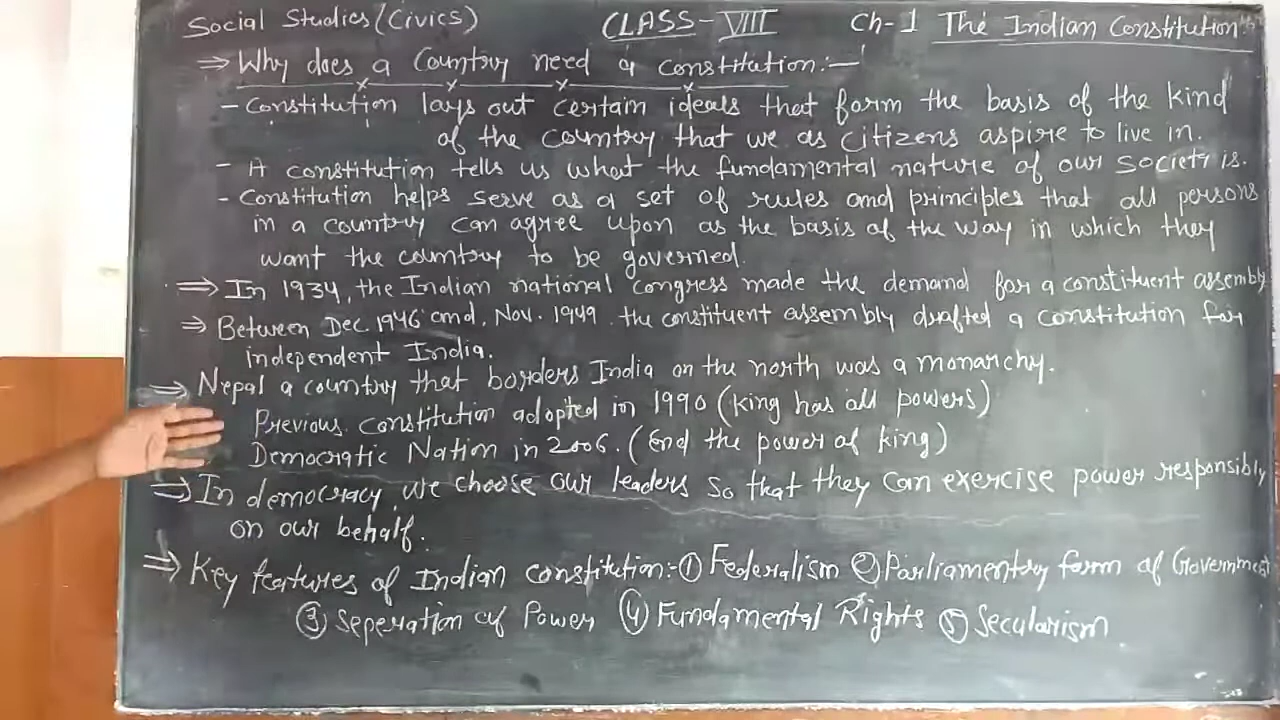 Social Studies (Civics) CLASS-VIII Ch-1 The Indian Constitution
⇒ Why does a Country need a constitution:-
- Constitution lays out certain ideals that form the basis of the kind
of the country that we as citizens aspire to live in.
- A constitution tells us what the fundamental nature of our society is.
- Constitution helps serve as a set of rules and principles that all persons
in a country can agree upon as the basis of the way in which they
want the country to be governed.
⇒ In 1934, the Indian national congress made the demand for a constituent assembly
⇒ Between Dec. 1946 and. Nov. 1949 the constituent assembly drafted a constitution for
independent India.
⇒ Nepal a country that borders India on the north was a monarchy.
Previous constitution adopted in 1990 (King has all powers)
Democratic Nation in 2006. (End the power of king)
⇒ In democracy we choose our leaders so that they can exercise power responsibly
on our behalf.
⇒ Key features of Indian constitution:- ① Federalism ② Parliamentry form of Government
③ Seperation of Power ④ Fundamental Rights ⑤ Secularism